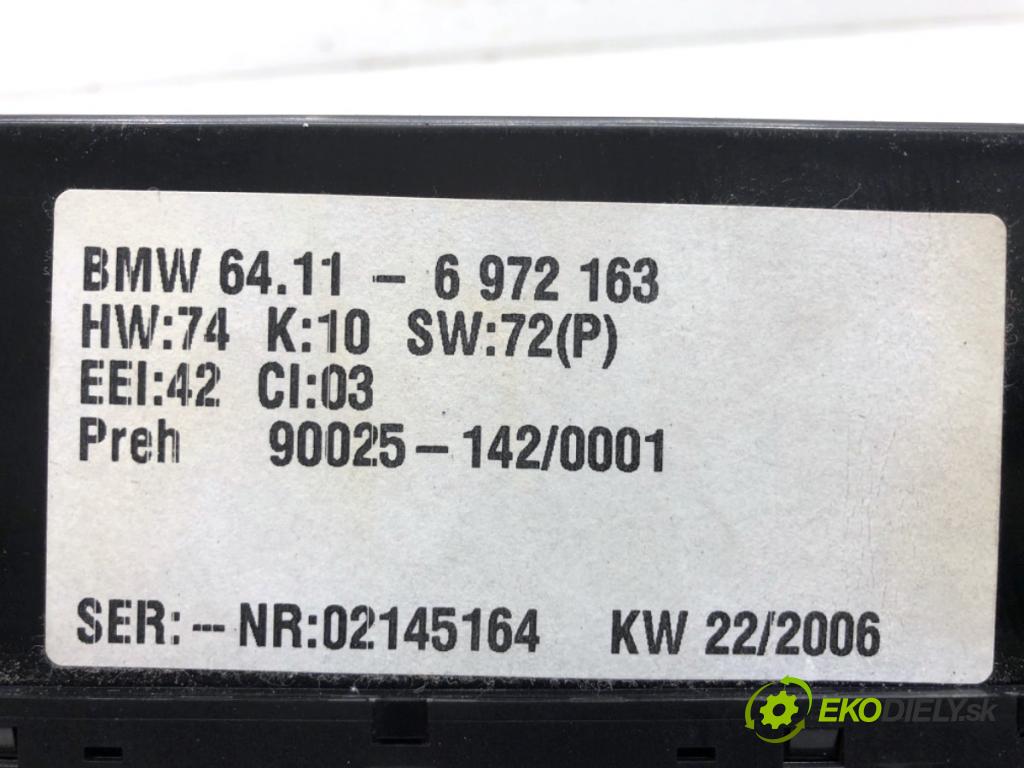 BMW 64.11 - 6 972 163
HW:74 K:10 SW:72(P)
EEI:42 CI:03
Preh 90025-142/0001
SER:--NR:02145164 KW 22/2006
EKODIELY.sk